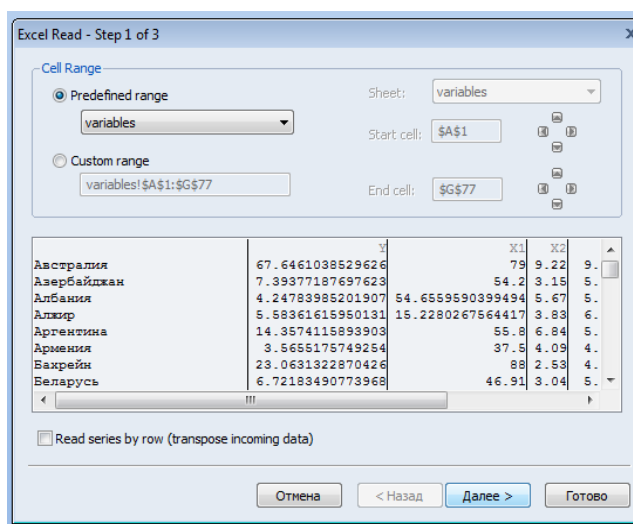 Excel Read - Step 1 of 3
Cell Range
Predefined range
variables
Custom range
variables!$A$1:$G$77
Sheet: variables
Start cell: $A$1
End cell: $G$77
Y X1 X2
Австралия 67.6461038529626 79 9.22 9.
Азербайджан 7.39377187697623 54.2 3.15 5.
Албания 4.24783985201907 54.6559590399494 5.67 5.
Алжир 5.58361615950131 15.2280267564417 3.83 6.
Аргентина 14.3574115893903 55.8 6.84 5.
Армения 3.5655175749254 37.5 4.09 4.
Бахрейн 23.0631322870426 88 2.53 4.
Беларусь 6.72183490773968 46.91 3.04 5.
Read series by row (transpose incoming data)
Отмена < Назад Далее > Готово